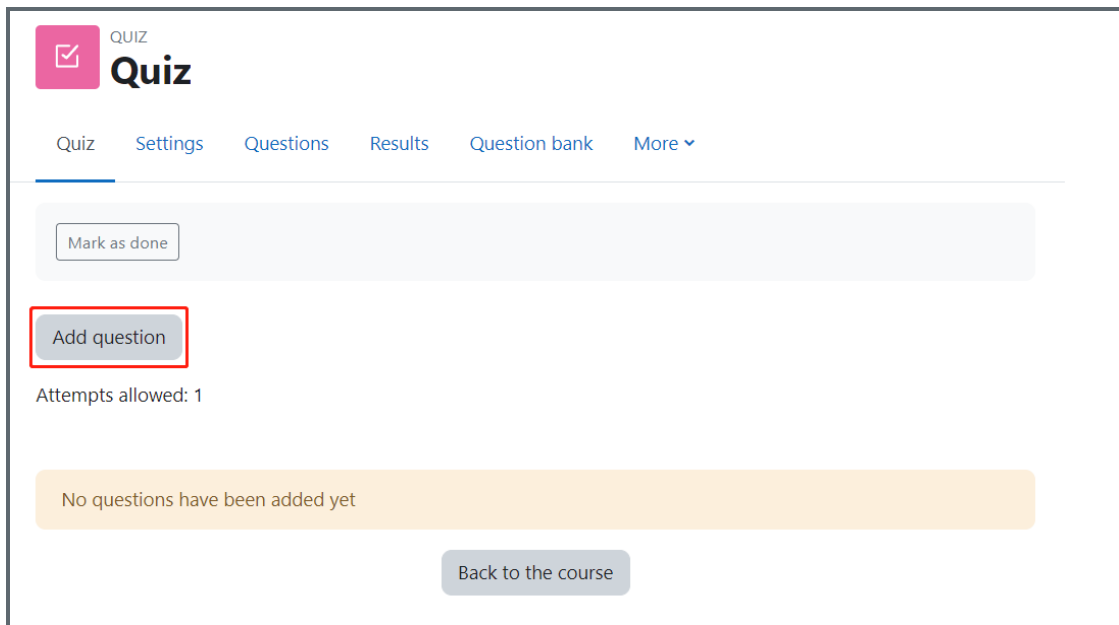 QUIZ
Quiz
Quiz Settings Questions Results Question bank More
Mark as done
Add question
Attempts allowed: 1
No questions have been added yet
Back to the course